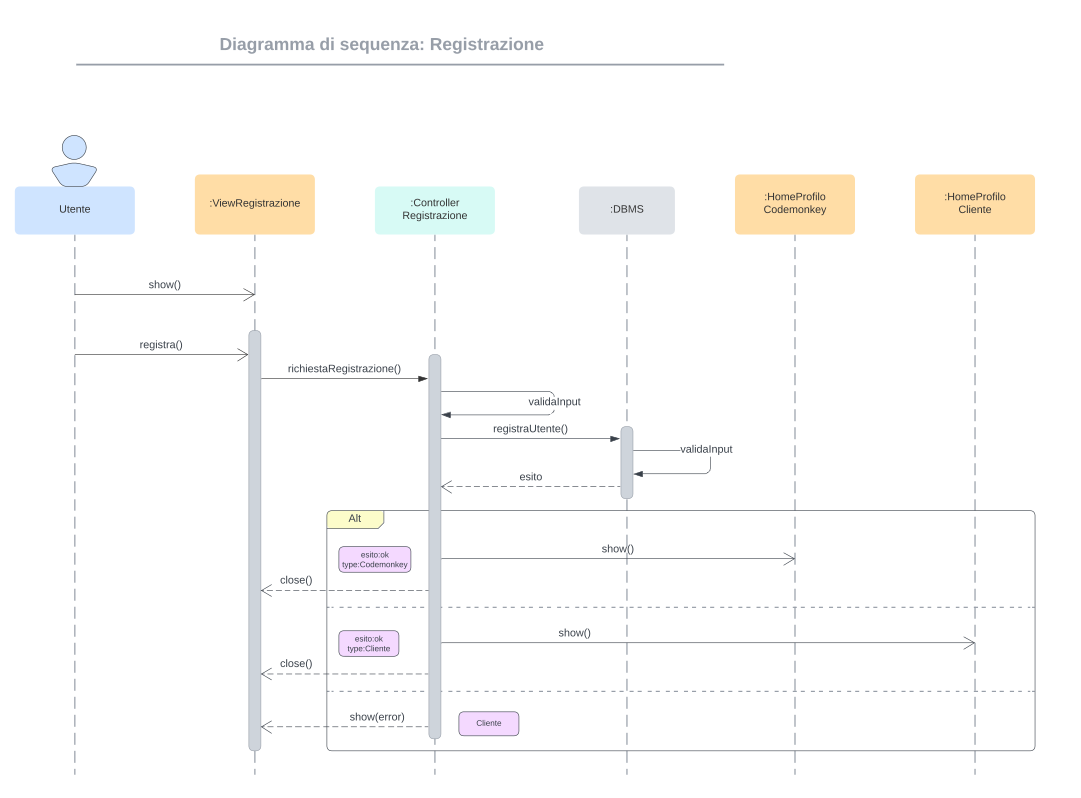 Diagramma di sequenza: Registrazione
Utente
:ViewRegistrazione
:Controller
Registrazione
:DBMS
:HomeProfilo
Codemonkey
:HomeProfilo
Cliente
show()
registra()
richiestaRegistrazione()
validaInput
registraUtente()
validaInput
esito
Alt
esito:ok
type:Codemonkey
show()
close()
esito:ok
type:Cliente
show()
close()
show(error)
Cliente